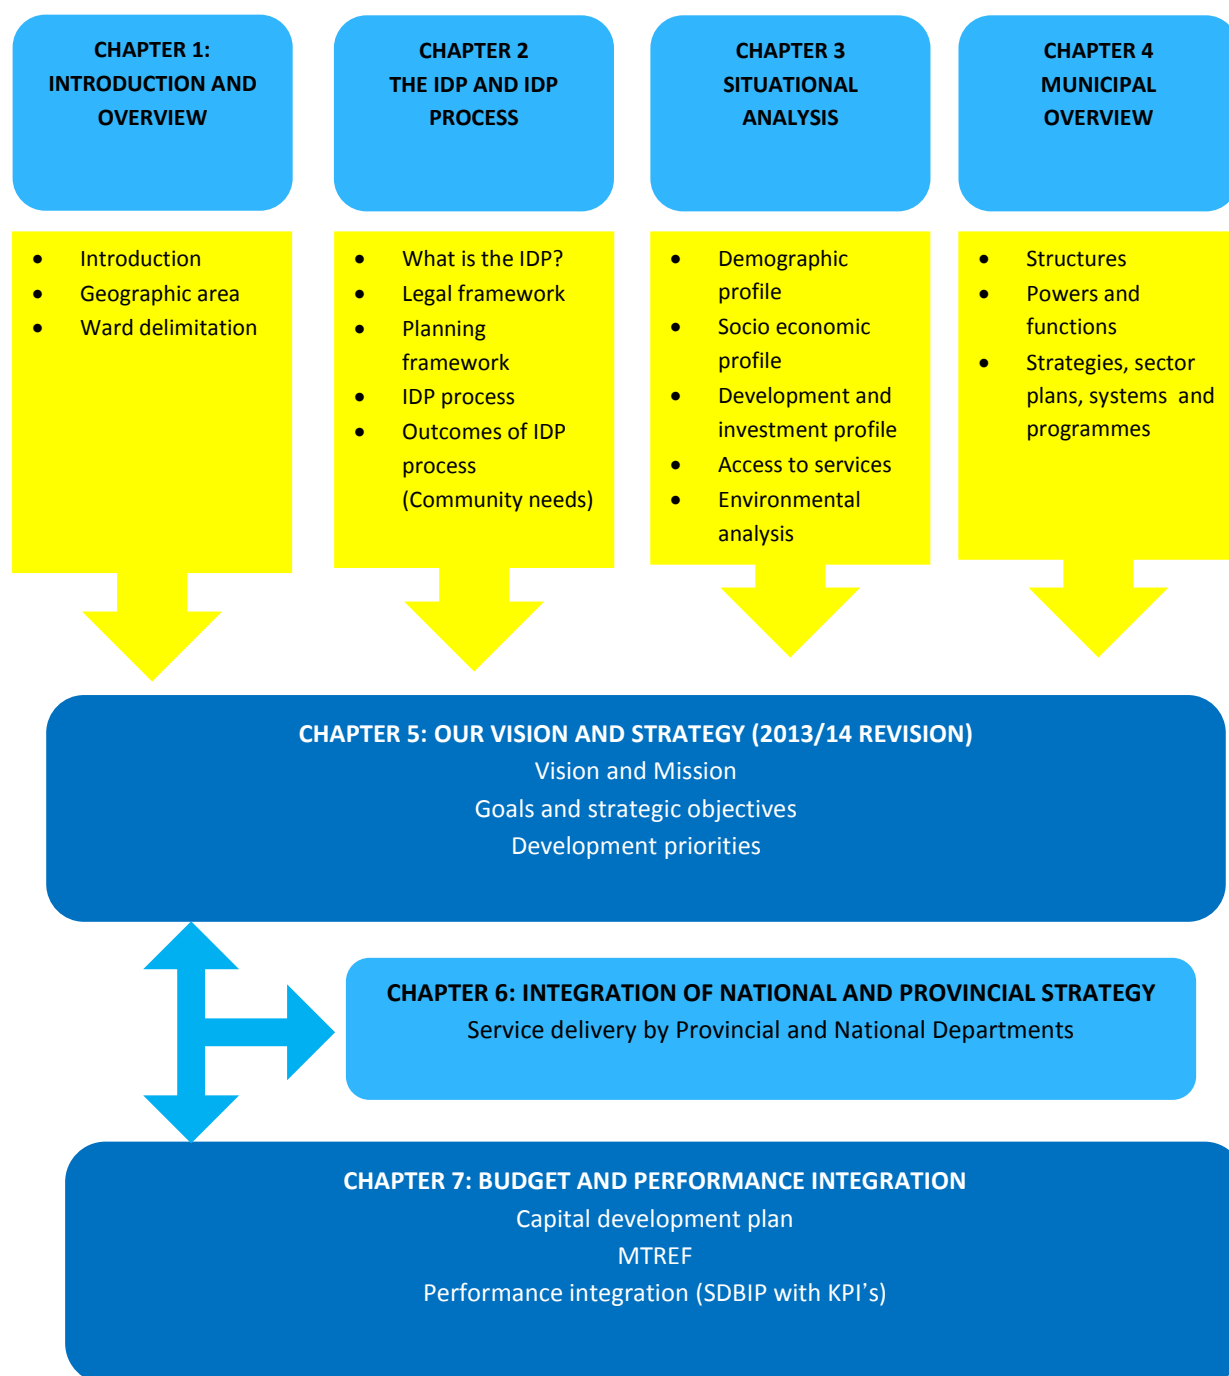 CHAPTER 1:
INTRODUCTION AND
OVERVIEW
CHAPTER 2
THE IDP AND IDP
PROCESS
CHAPTER 3
SITUATIONAL
ANALYSIS
CHAPTER 4
MUNICIPAL
OVERVIEW
• Introduction
• Geographic area
• Ward delimitation
• What is the IDP?
• Legal framework
• Planning
framework
• IDP process
• Outcomes of IDP
process
(Community needs)
• Demographic
profile
• Socio economic
profile
• Development and
investment profile
• Access to services
• Environmental
analysis
• Structures
• Powers and
functions
• Strategies, sector
plans, systems and
programmes
CHAPTER 5: OUR VISION AND STRATEGY (2013/14 REVISION)
Vision and Mission
Goals and strategic objectives
Development priorities
CHAPTER 6: INTEGRATION OF NATIONAL AND PROVINCIAL STRATEGY
Service delivery by Provincial and National Departments
CHAPTER 7: BUDGET AND PERFORMANCE INTEGRATION
Capital development plan
MTREF
Performance integration (SDBIP with KPI's)